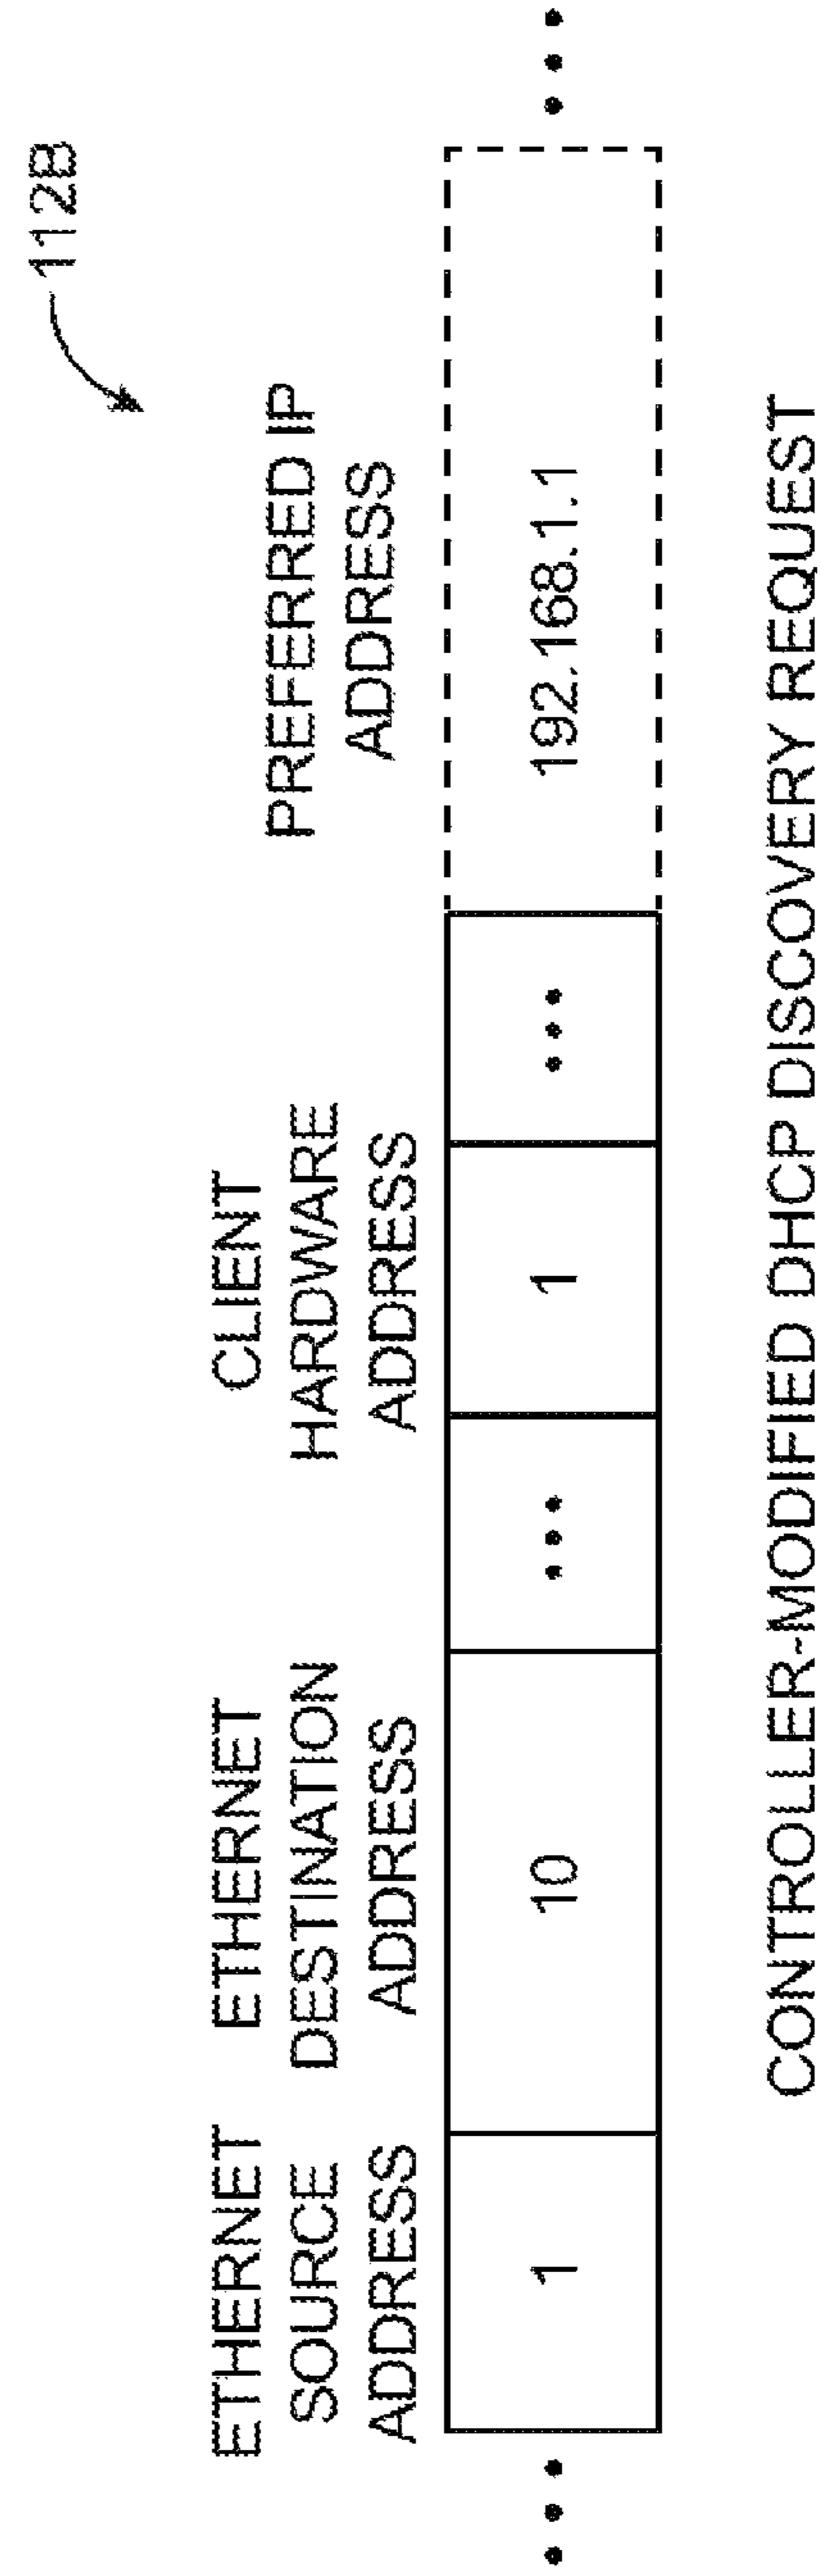 112B
ETHERNET
SOURCE
ADDRESS
ETHERNET
DESTINATION
ADDRESS
CLIENT
HARDWARE
ADDRESS
PREFERRED IP
ADDRESS
••• 1 10 ••• 1 ••• 192.168.1.1 •••
CONTROLLER-MODIFIED DHCP DISCOVERY REQUEST